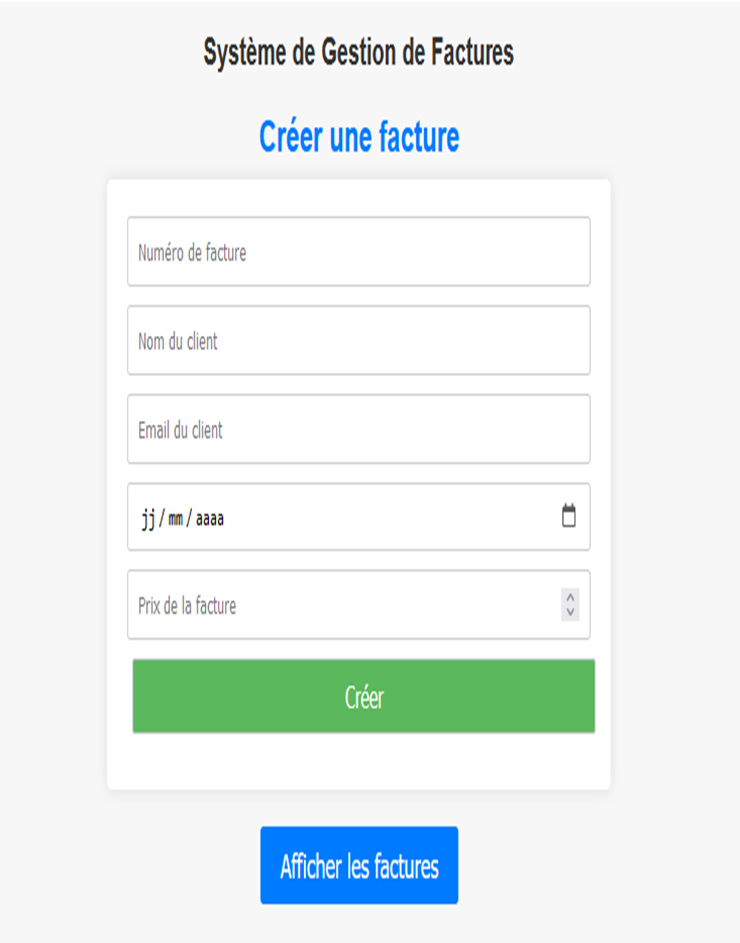 Système de Gestion de Factures
Créer une facture
Numéro de facture
Nom du client
Email du client
jj / mm / aaaa
Prix de la facture
Créer
Afficher les factures